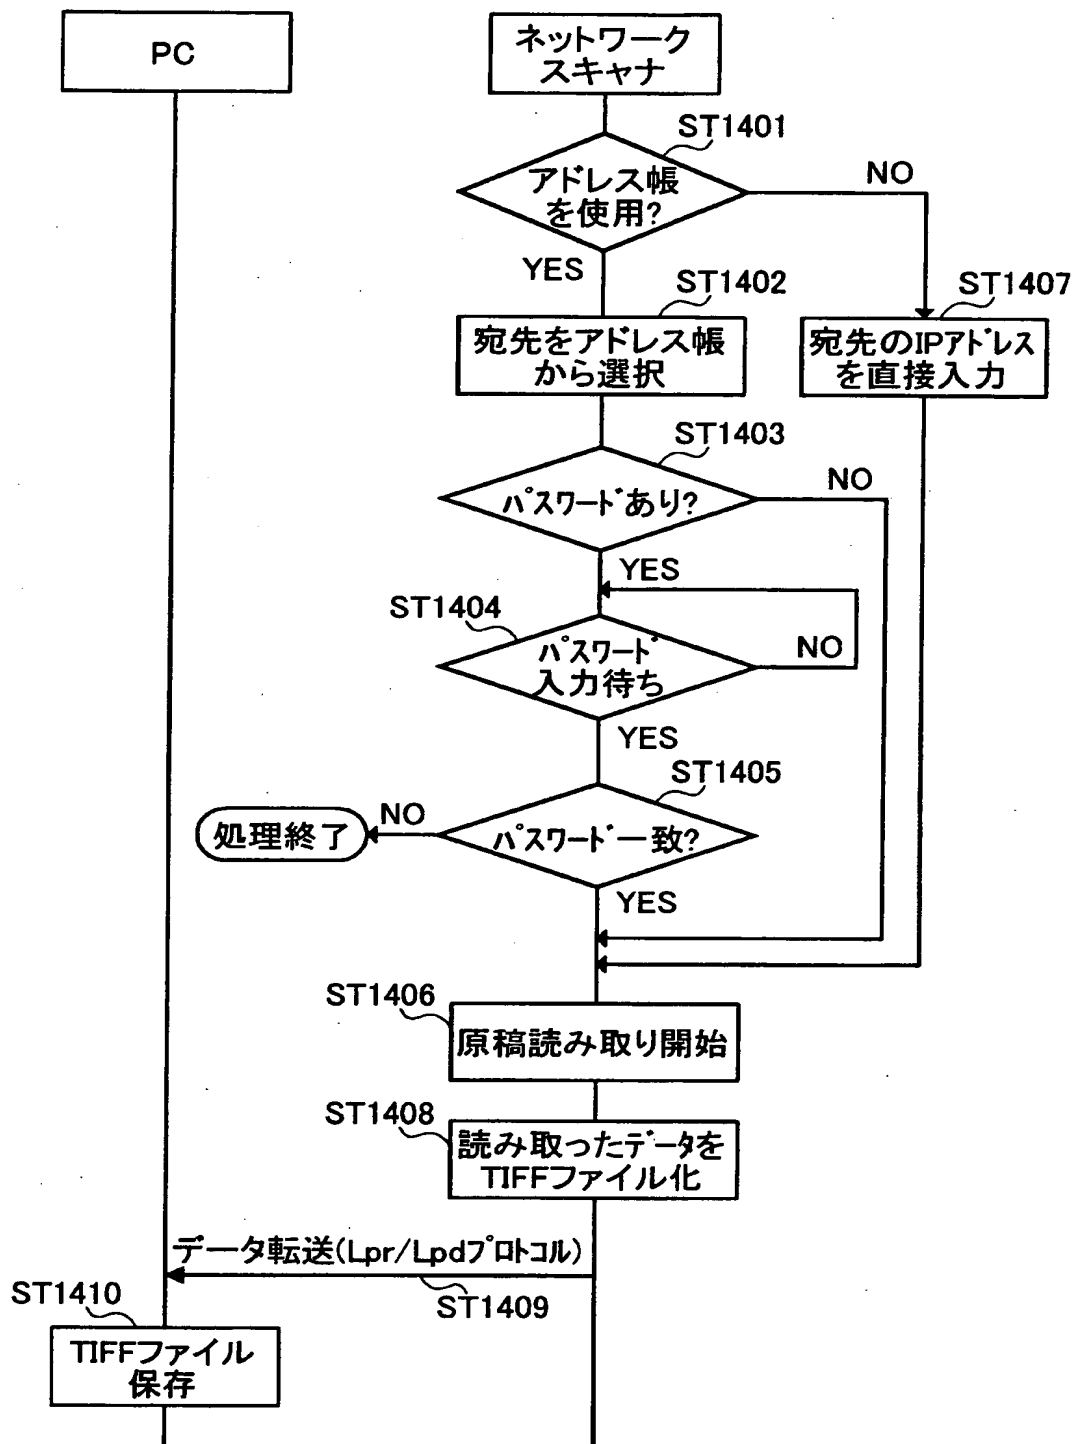 PC
ネットワーク
スキャナ
ST1401
アドレス帳
を使用?
NO
YES
ST1402
宛先をアドレス帳
から選択
ST1407
宛先のIPアドレス
を直接入力
ST1403
パスワードあり?
NO
YES
ST1404
パスワード
入力待ち
NO
YES
ST1405
パスワード一致?
NO
処理終了
YES
ST1406
原稿読み取り開始
ST1408
読み取ったデータを
TIFFファイル化
データ転送(Lpr/Lpdプロトコル)
ST1409
ST1410
TIFFファイル
保存